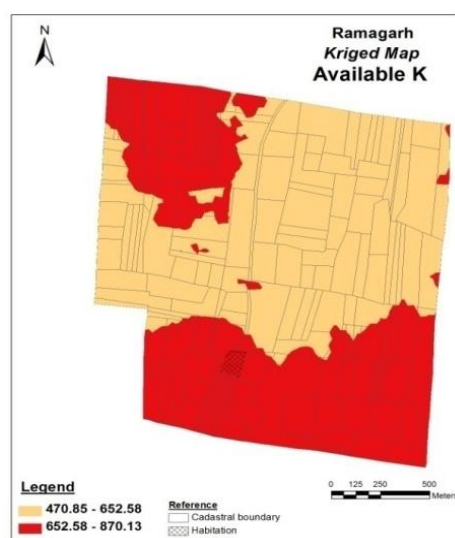 N
Ramagarh
Kriged Map
Available K
Legend
470.85 - 652.58
652.58 - 870.13
Reference
Cadastral boundary
Habitation
0 125 250 500
Meters